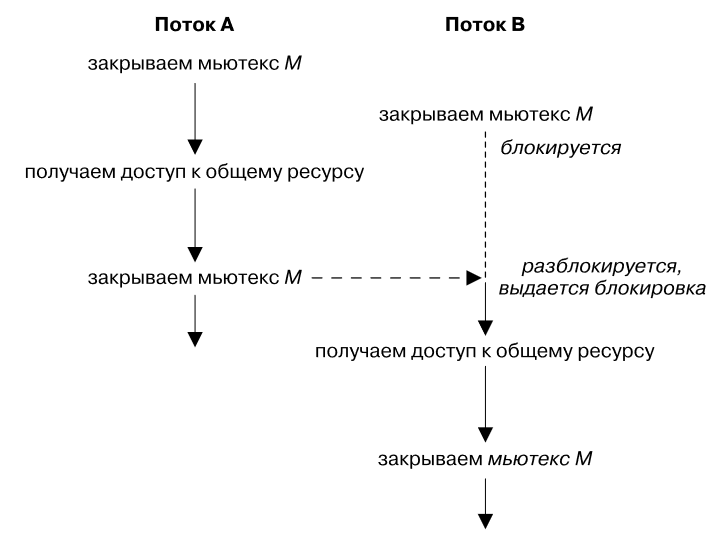 Поток A
Поток B
закрываем мьютекс M
закрываем мьютекс M
блокируется
получаем доступ к общему ресурсу
закрываем мьютекс M
разблокируется,
выдается блокировка
получаем доступ к общему ресурсу
закрываем мьютекс M